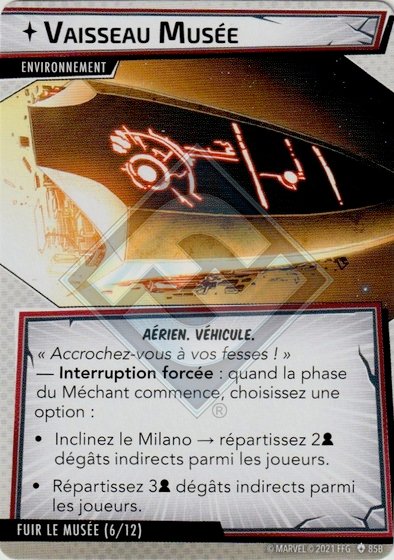 Vaisseau Musée
ENVIRONNEMENT
AÉRIEN. VÉHICULE.
« Accrochez-vous à vos fesses ! »
— Interruption forcée : quand la phase
du Méchant commence, choisissez une
option :
• Inclinez le Milano → répartissez 2
dégâts indirects parmi les joueurs.
• Répartissez 3 dégâts indirects parmi
les joueurs.
®
FUIR LE MUSÉE (6/12)
© MARVEL © 2021 FFG 85B